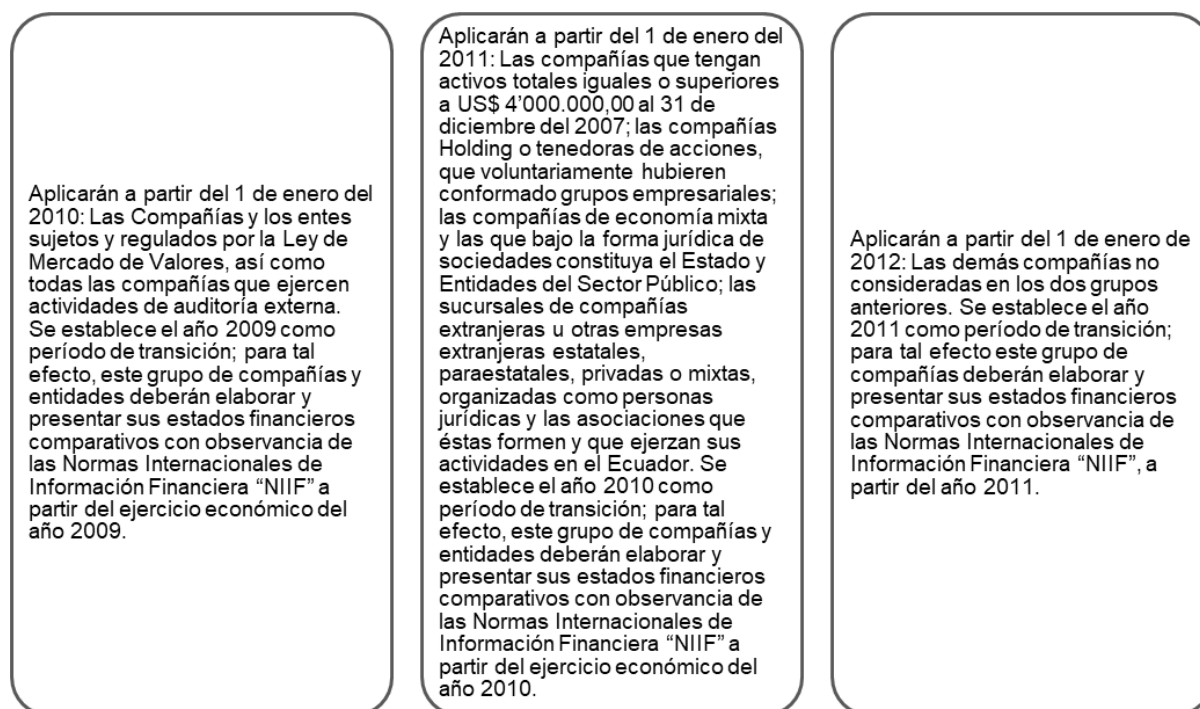 Aplicarán a partir del 1 de enero del
2010: Las Compañías y los entes
sujetos y regulados por la Ley de
Mercado de Valores, así como
todas las compañías que ejercen
actividades de auditoría externa.
Se establece el año 2009 como
período de transición; para tal
efecto, este grupo de compañías y
entidades deberán elaborar y
presentar sus estados financieros
comparativos con observancia de
las Normas Internacionales de
Información Financiera “NIIF” a
partir del ejercicio económico del
año 2009.
Aplicarán a partir del 1 de enero del
2011: Las compañías que tengan
activos totales iguales o superiores
a US$ 4’000.000,00 al 31 de
diciembre del 2007; las compañías
Holding o tenedoras de acciones,
que voluntariamente hubieren
conformado grupos empresariales;
las compañías de economía mixta
y las que bajo la forma jurídica de
sociedades constituya el Estado y
Entidades del Sector Público; las
sucursales de compañías
extranjeras u otras empresas
extranjeras estatales,
paraestatales, privadas o mixtas,
organizadas como personas
jurídicas y las asociaciones que
éstas formen y que ejerzan sus
actividades en el Ecuador. Se
establece el año 2010 como
período de transición; para tal
efecto, este grupo de compañías y
entidades deberán elaborar y
presentar sus estados financieros
comparativos con observancia de
las Normas Internacionales de
Información Financiera “NIIF” a
partir del ejercicio económico del
año 2010.
Aplicarán a partir del 1 de enero de
2012: Las demás compañías no
consideradas en los dos grupos
anteriores. Se establece el año
2011 como período de transición;
para tal efecto este grupo de
compañías deberán elaborar y
presentar sus estados financieros
comparativos con observancia de
las Normas Internacionales de
Información Financiera “NIIF”, a
partir del año 2011.